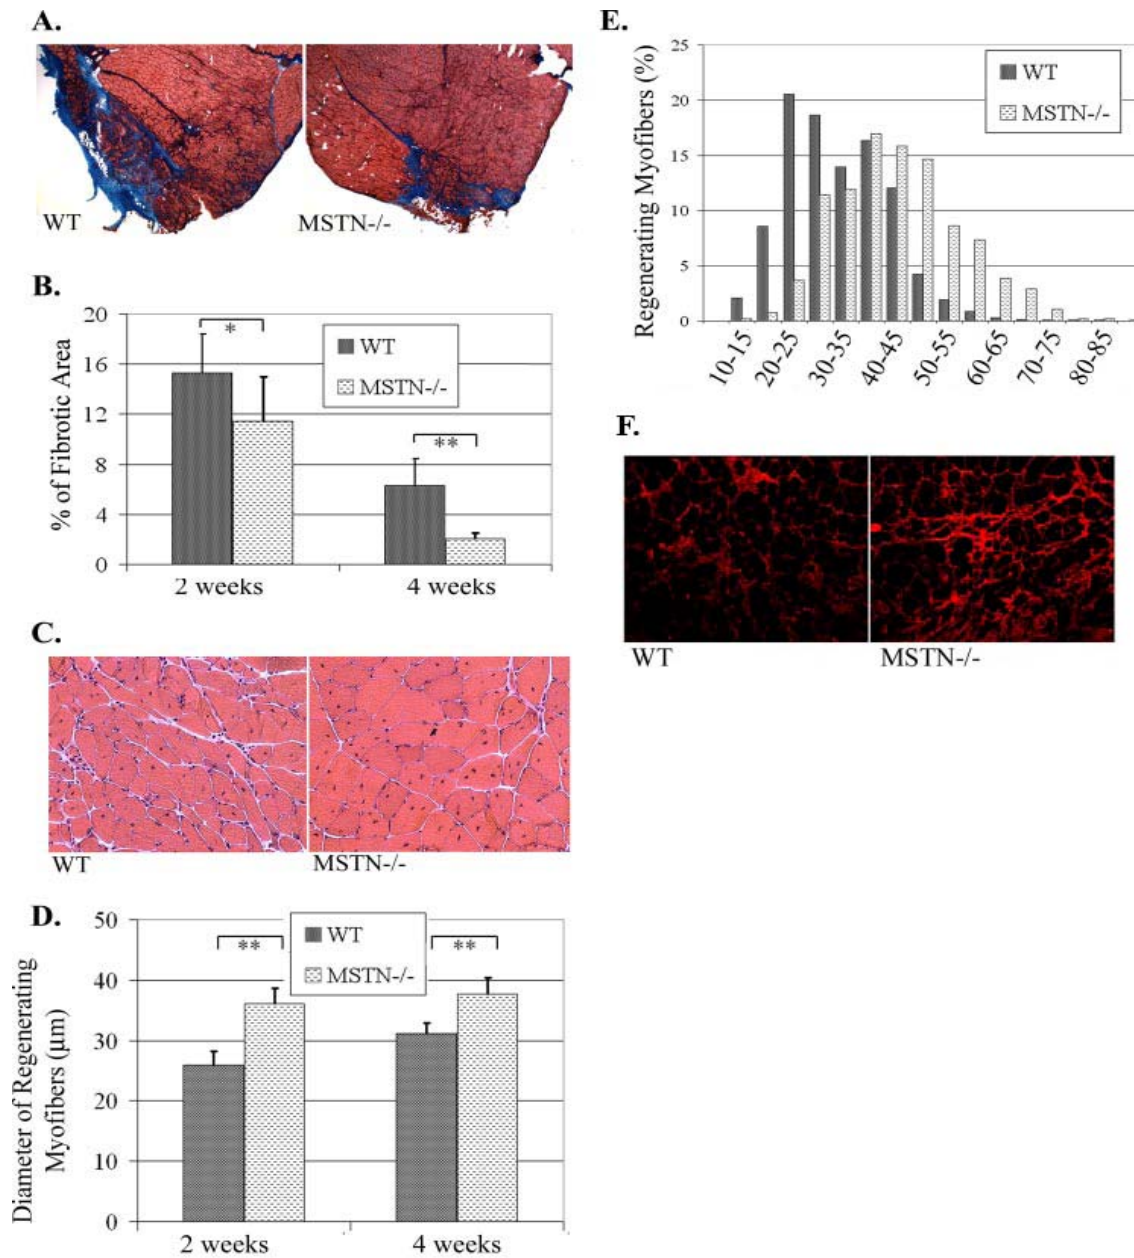 A.
WT
MSTN-/-
B.
% of Fibrotic Area
20
16
12
8
4
0
*
**
WT
MSTN-/-
2 weeks
4 weeks
C.
WT
MSTN-/-
D.
Diameter of Regenerating
Myofibers (μm)
50
40
30
20
10
0
**
**
WT
MSTN-/-
2 weeks
4 weeks
E.
Regenerating Myofibers (%)
25
20
15
10
5
0
WT
MSTN-/-
10-15
20-25
30-35
40-45
50-55
60-65
70-75
80-85
F.
WT
MSTN-/-